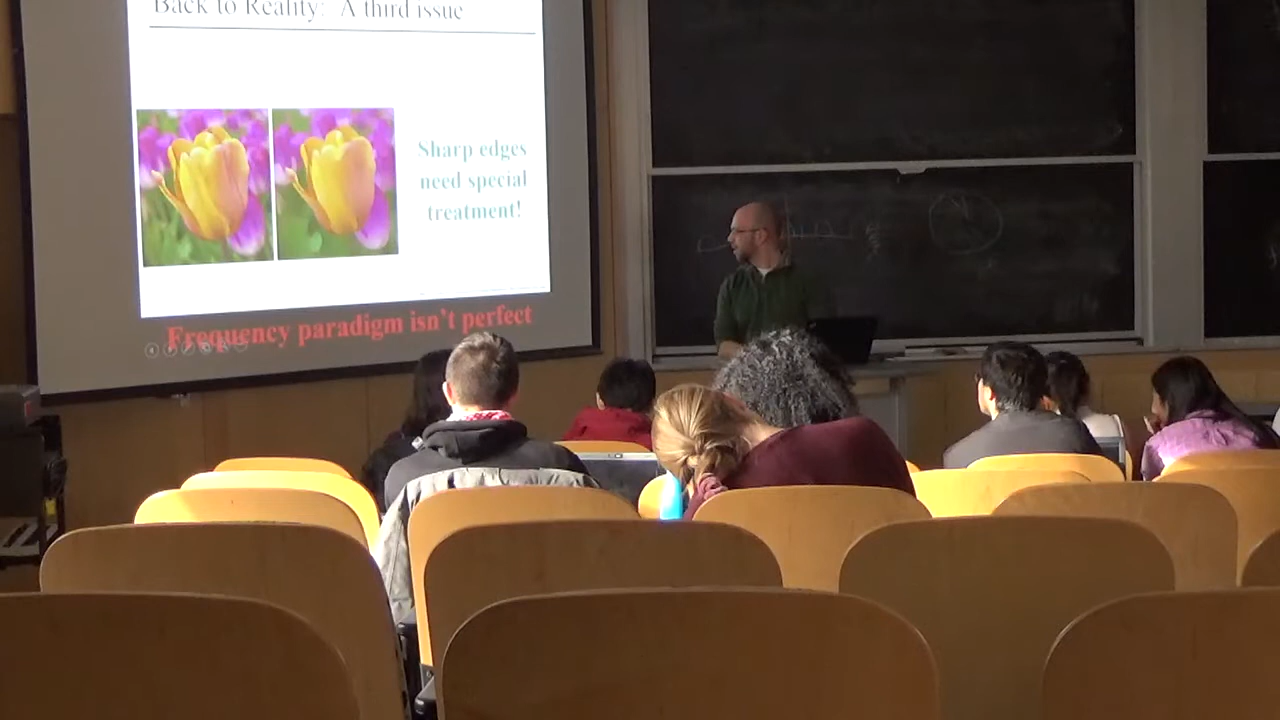 Back to Reality: A third issue
Sharp edges
need special
treatment!
Frequency paradigm isn't perfect